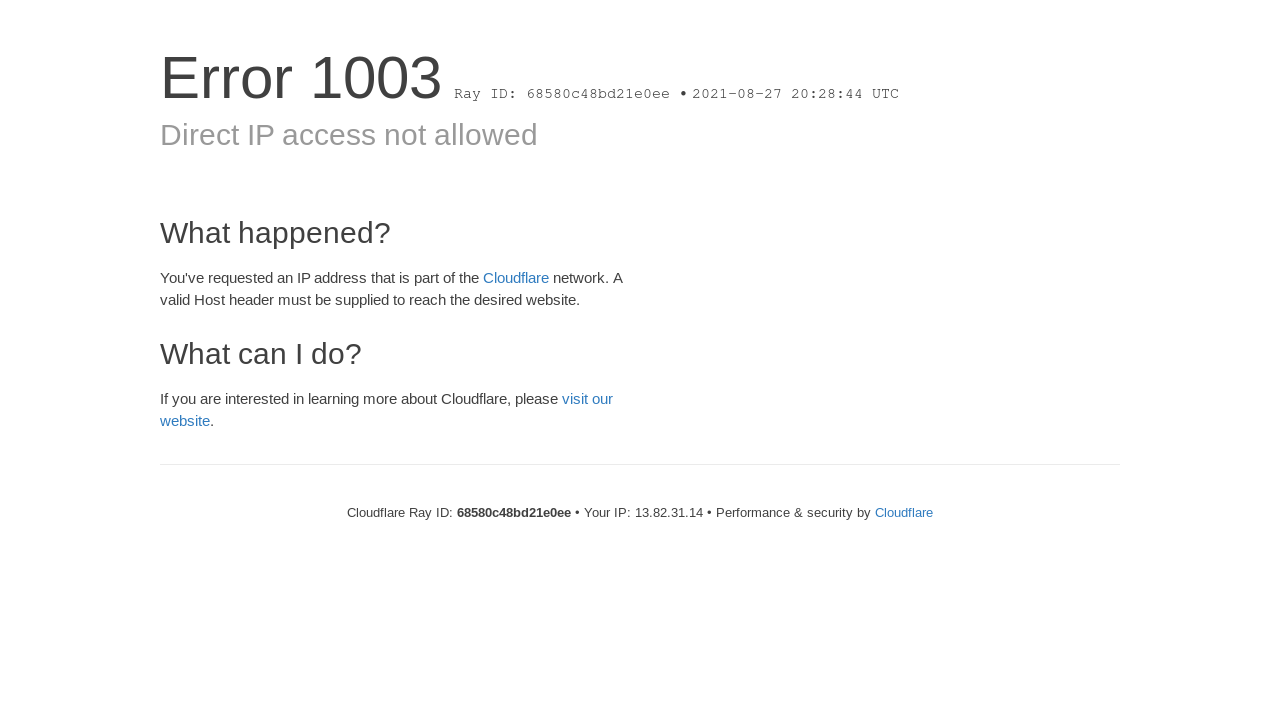 Error 1003 Ray ID: 68580c48bd21e0ee • 2021-08-27 20:28:44 UTC
Direct IP access not allowed
What happened?
You've requested an IP address that is part of the Cloudflare network. A
valid Host header must be supplied to reach the desired website.
What can I do?
If you are interested in learning more about Cloudflare, please visit our
website.
Cloudflare Ray ID: 68580c48bd21e0ee • Your IP: 13.82.31.14 • Performance & security by Cloudflare